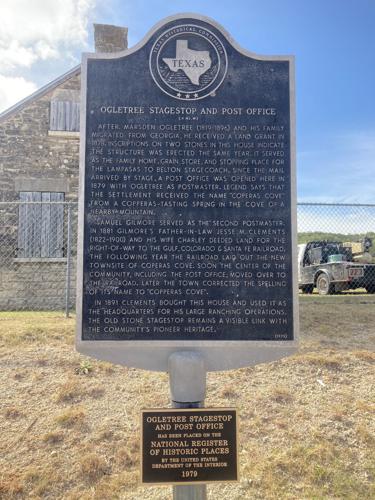 TEXAS HISTORICAL COMMISSION
TEXAS
OGLETREE STAGESTOP AND POST OFFICE
AFTER MARSDEN OGLETREE (1819-1896) AND HIS FAMILY
MIGRATED FROM GEORGIA, HE RECEIVED A LAND GRANT IN
1878. INSCRIPTIONS ON TWO STONES IN THIS HOUSE INDICATE
THE STRUCTURE WAS ERECTED THE SAME YEAR. IT SERVED
AS THE FAMILY HOME, GRAIN STORE, AND STOPPING PLACE FOR
THE LAMPASAS TO BELTON STAGECOACH. SINCE THE MAIL
ARRIVED BY STAGE, A POST OFFICE WAS OPENED HERE IN
1879 WITH OGLETREE AS POSTMASTER. LEGEND SAYS THAT
THE SETTLEMENT RECEIVED THE NAME "COPERAS COVE"
FROM A COPPERAS-TASTING SPRING IN THE COVE OF A
NEARBY MOUNTAIN.
SAMUEL GILMORE SERVED AS THE SECOND POSTMASTER.
IN 1881 GILMORE'S FATHER-IN-LAW JESSE M. CLEMENTS
(1822-1900) AND HIS WIFE CHARLEY DEEDED LAND FOR THE
RIGHT-OF-WAY TO THE GULF, COLORADO & SANTA FE RAILROAD.
THE FOLLOWING YEAR THE RAILROAD LAID OUT THE NEW
TOWNSITE OF COPERAS COVE. SOON THE CENTER OF THE
COMMUNITY, INCLUDING THE POST OFFICE, MOVED OVER TO
THE RAILROAD. LATER THE TOWN CORRECTED THE SPELLING
OF ITS NAME TO "COPPERAS COVE".
IN 1891 CLEMENTS BOUGHT THIS HOUSE AND USED IT AS
THE HEADQUARTERS FOR HIS LARGE RANCHING OPERATIONS.
THE OLD STONE STAGESTOP REMAINS A VISIBLE LINK WITH
THE COMMUNITY'S PIONEER HERITAGE.
OGLETREE STAGESTOP
AND POST OFFICE
HAS BEEN PLACED ON THE
NATIONAL REGISTER
OF HISTORIC PLACES
BY THE UNITED STATES
DEPARTMENT OF THE INTERIOR
1979